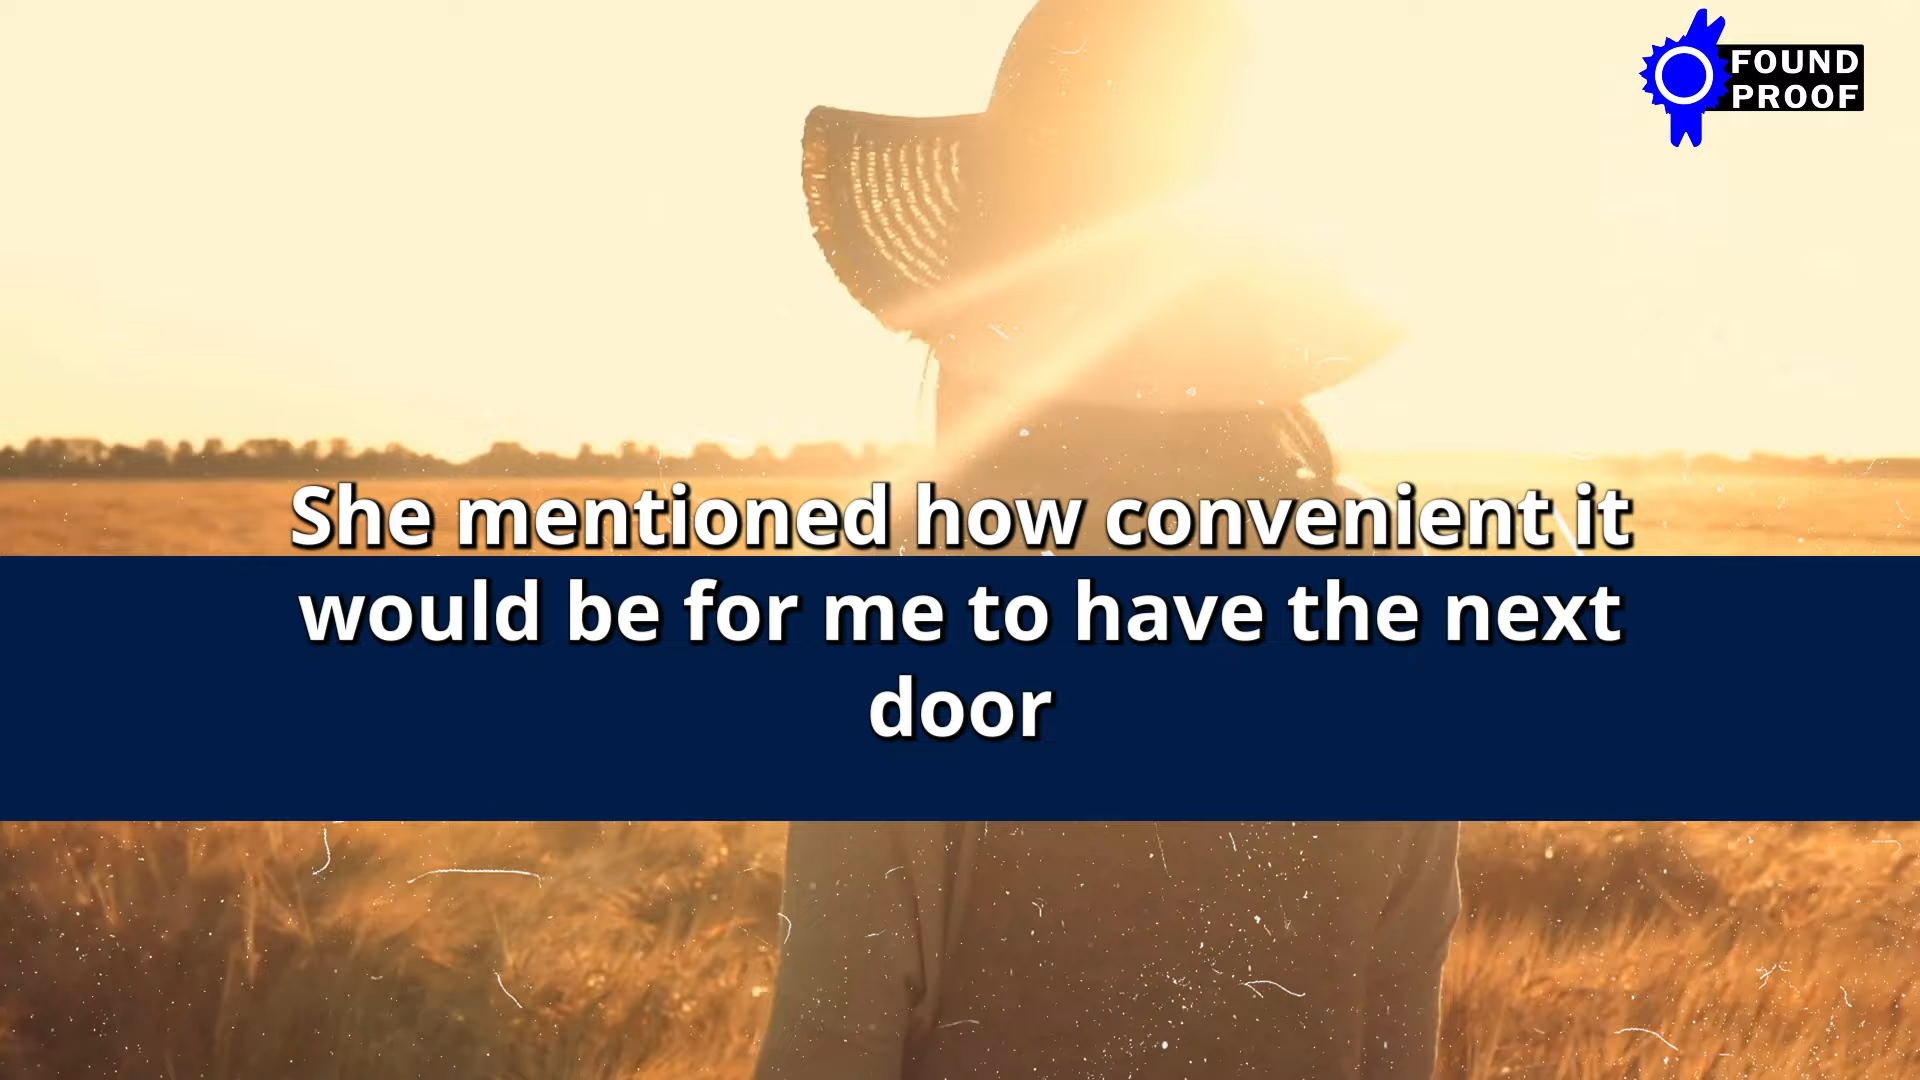 FOUND
PROOF
She mentioned how convenient it
would be for me to have the next
door